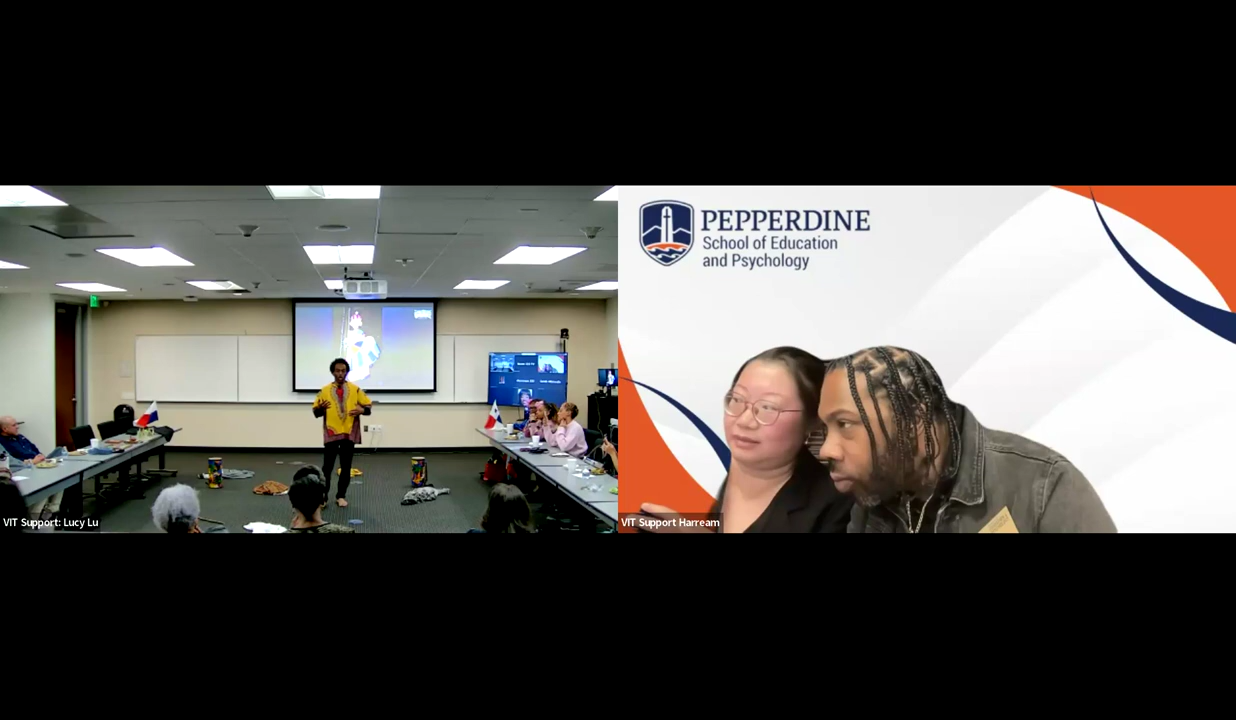 PEPPERDINE
School of Education
and Psychology
VIT Support: Lucy Lu
VIT Support Harream